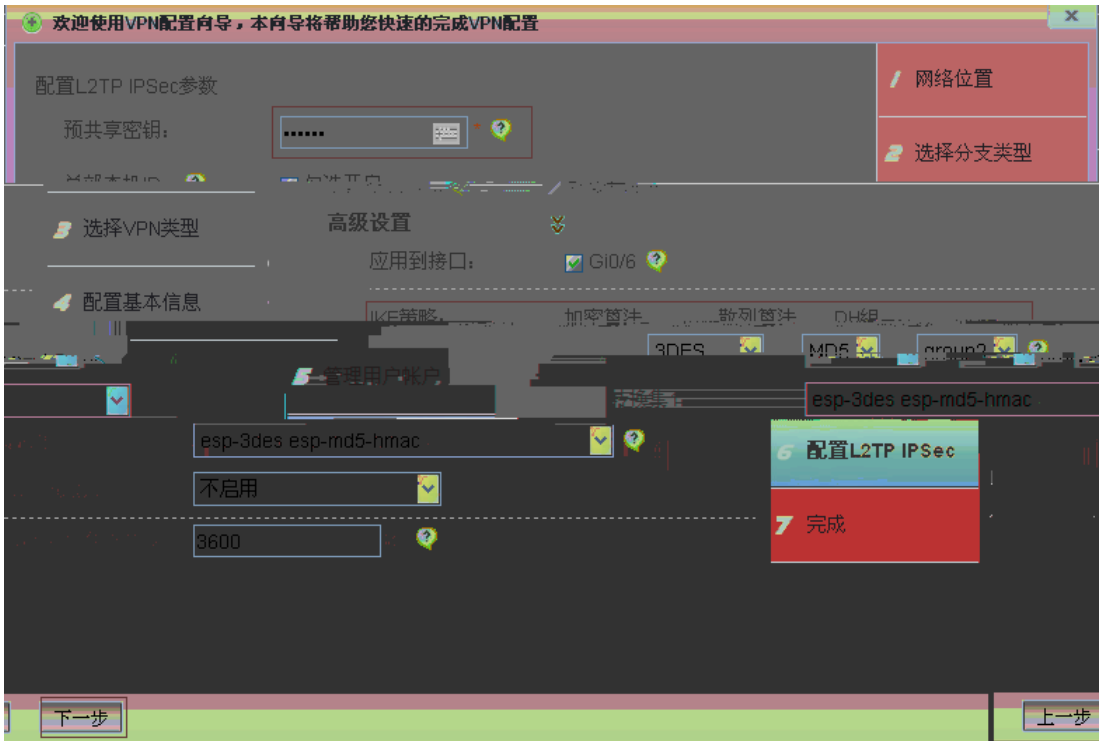 欢迎使用VPN配置向导，本向导将帮助您快速的完成VPN配置
配置L2TP IPSec参数
预共享密钥：
1 网络位置
2 选择分支类型
3 选择VPN类型
高级设置
应用到接口： Gi0/6
4 配置基本信息
IKE策略： 加密算法 散列算法 DH组
3DES MD5 group2
5 管理用户帐户
esp-3des esp-md5-hmac
esp-3des esp-md5-hmac
6 配置L2TP IPSec
不启用
7 完成
3600
下一步
上一步